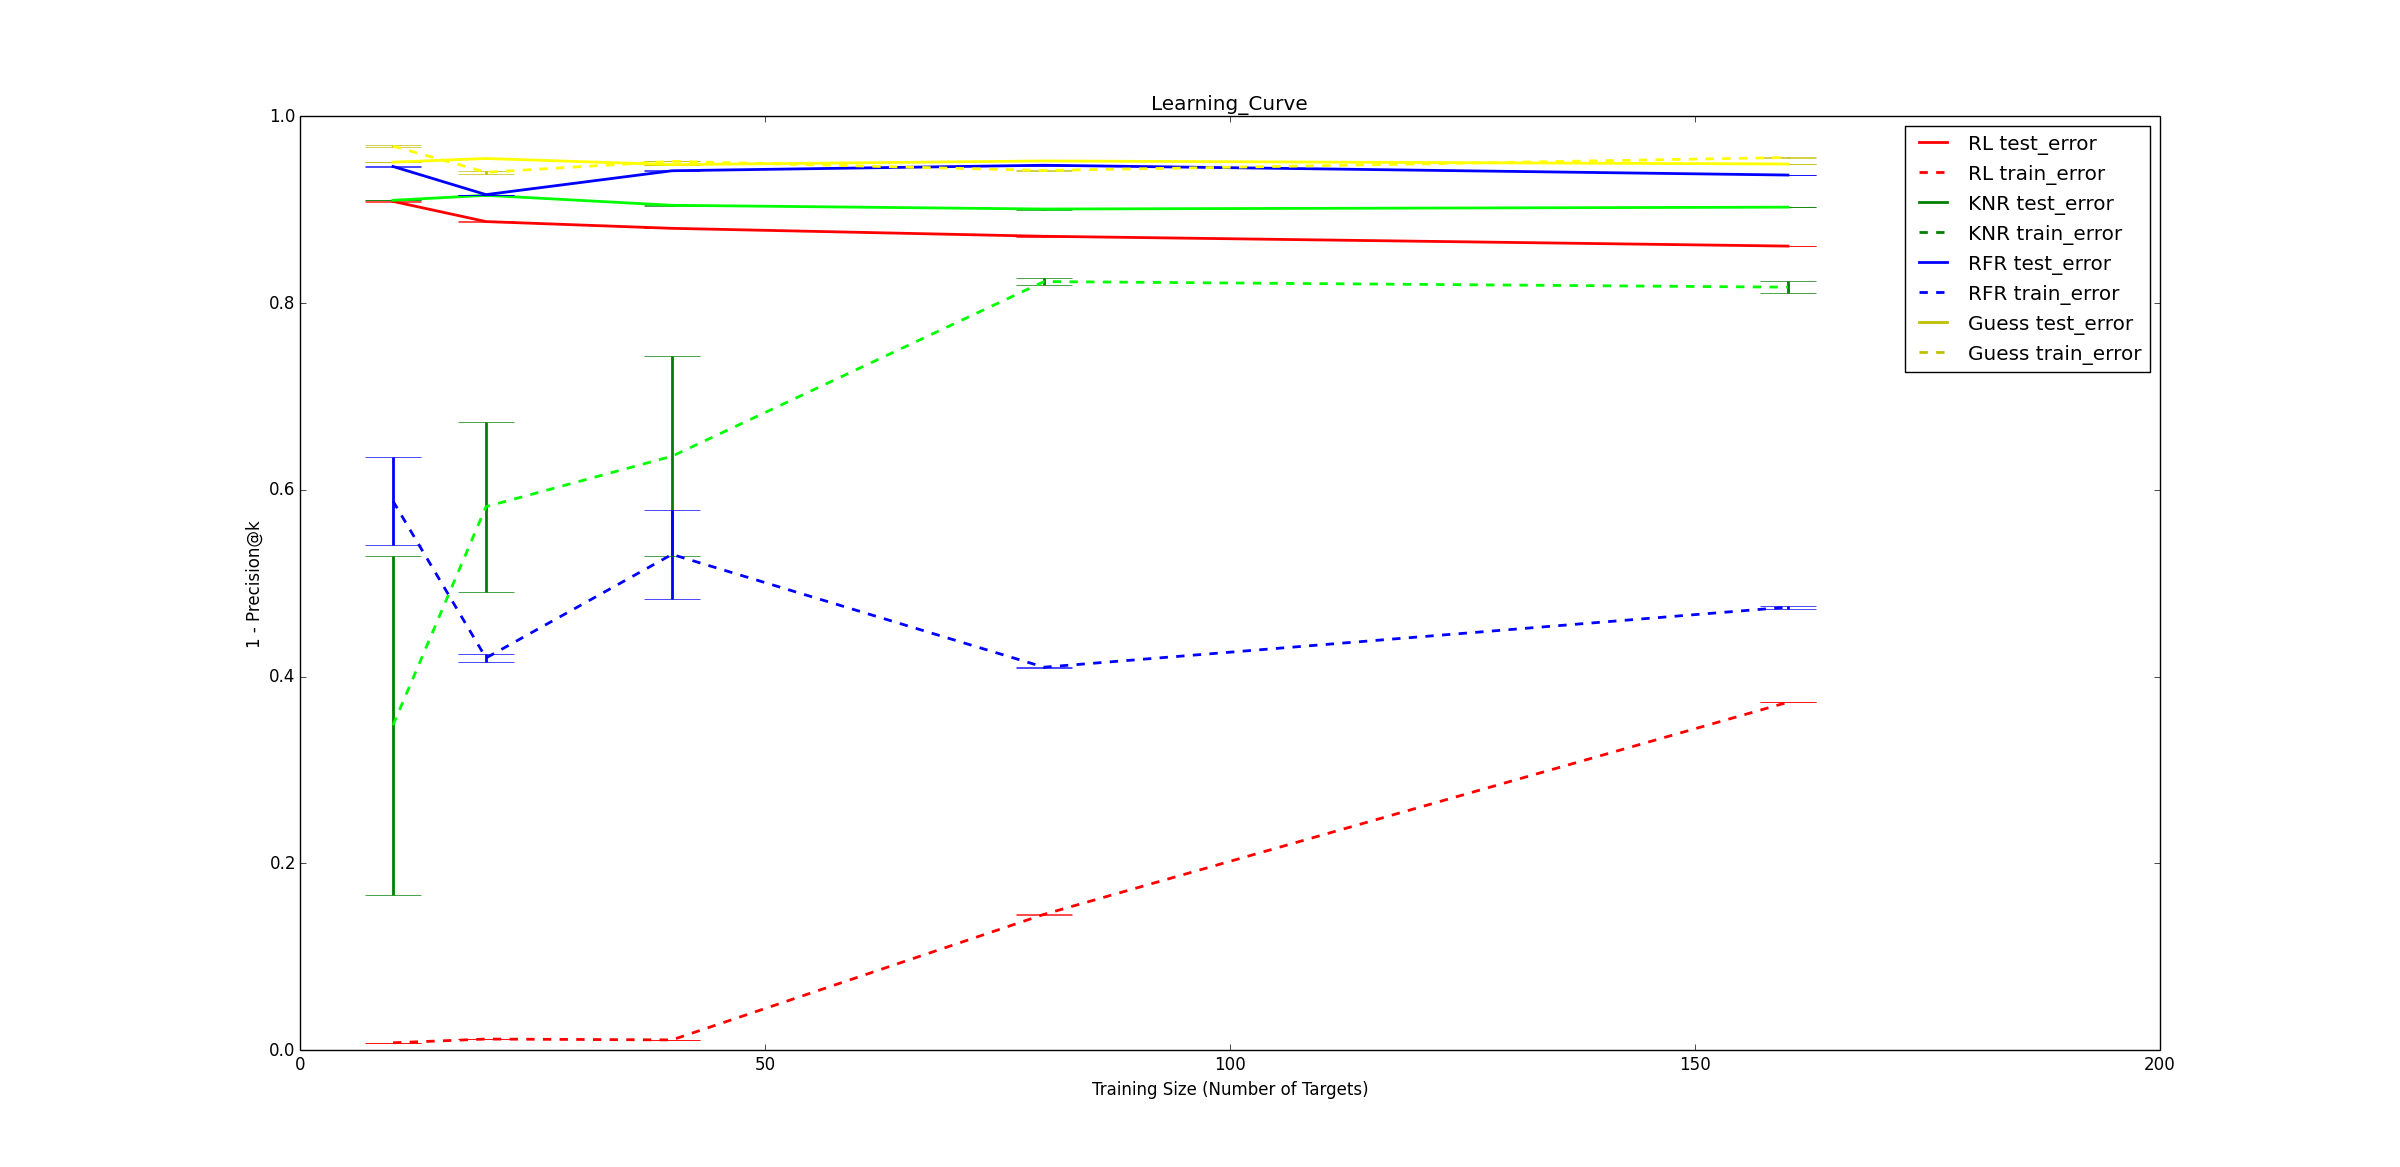 Learning_Curve
1.0
0.8
0.6
0.4
0.2
0.0
1 - Precision@k
0
50
100
150
200
Training Size (Number of Targets)
RL test_error
RL train_error
KNR test_error
KNR train_error
RFR test_error
RFR train_error
Guess test_error
Guess train_error